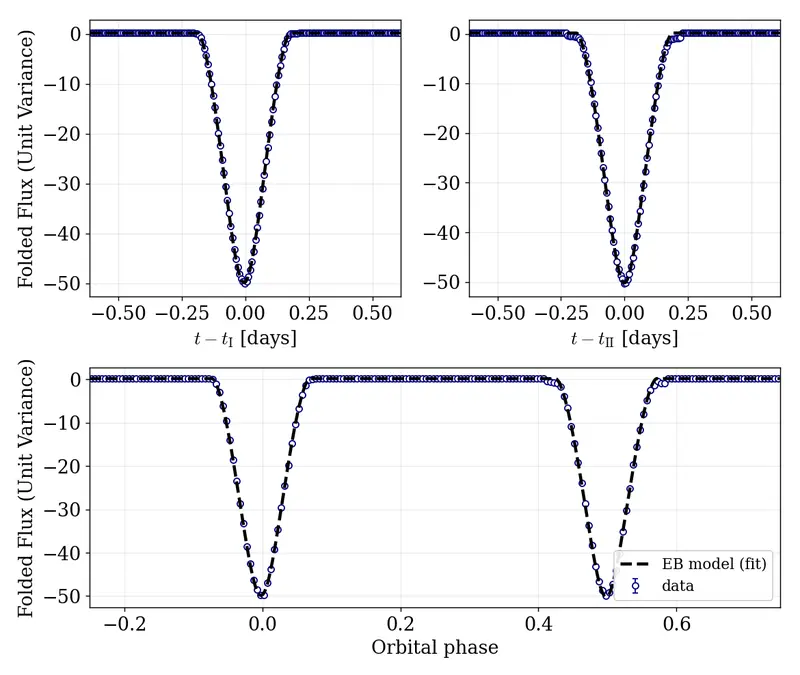 Folded Flux (Unit Variance)
0
−10
−20
−30
−40
−50
−0.50 −0.25 0.00 0.25 0.50
t − tI [days]
0
−10
−20
−30
−40
−50
−0.50 −0.25 0.00 0.25 0.50
t − tII [days]
Folded Flux (Unit Variance)
0
−10
−20
−30
−40
−50
EB model (fit)
data
−0.2 0.0 0.2 0.4 0.6
Orbital phase